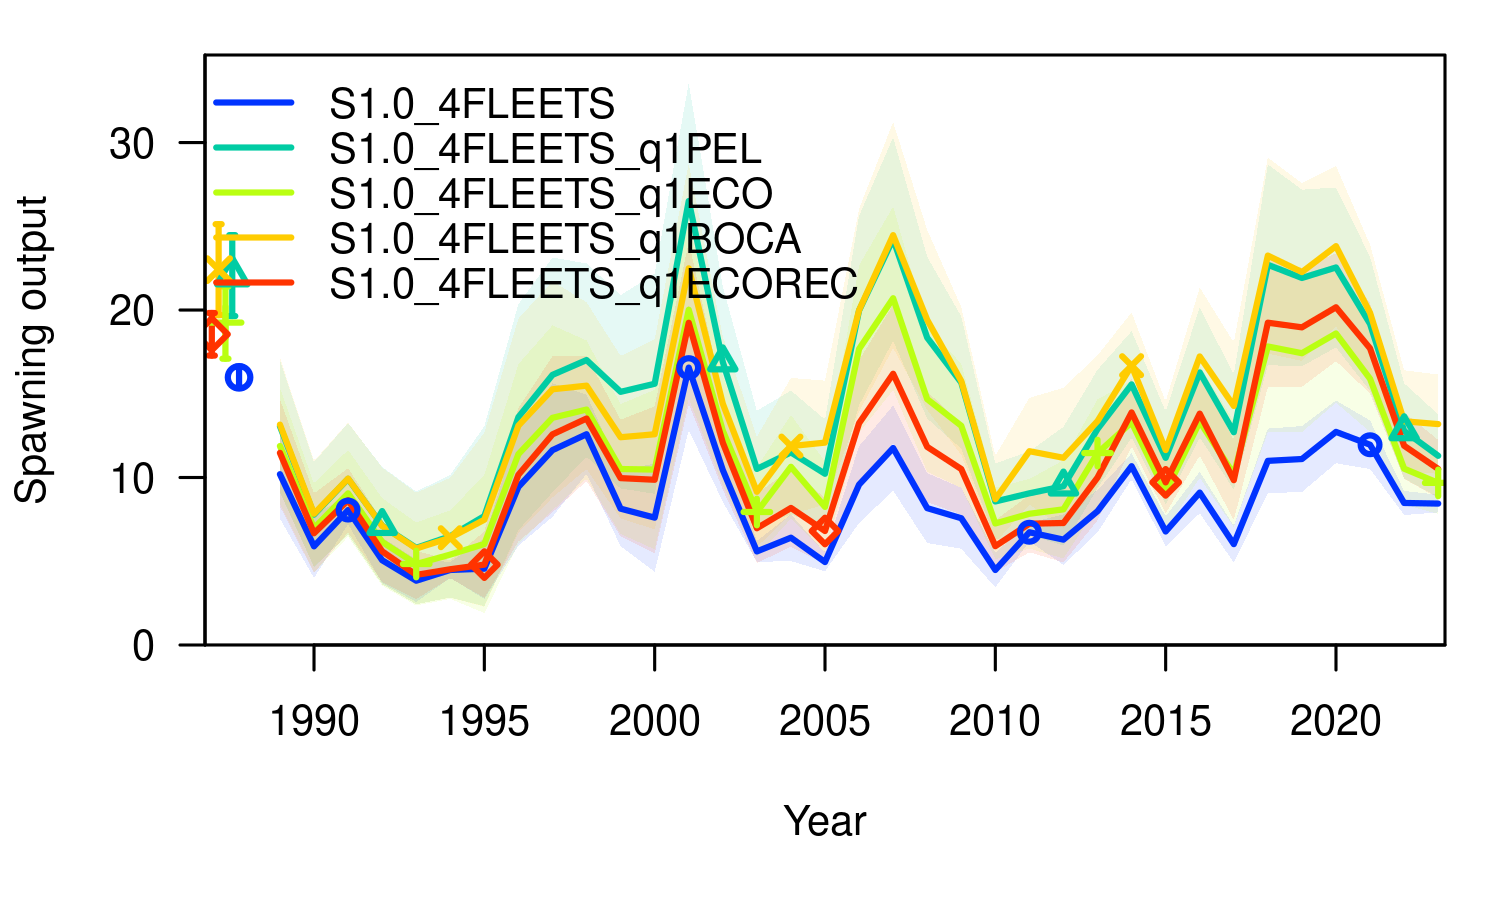 S1.0_4FLEETS
S1.0_4FLEETS_q1PEL
S1.0_4FLEETS_q1ECO
S1.0_4FLEETS_q1BOCA
S1.0_4FLEETS_q1ECOREC
Spawning output
30
20
10
0
1990 1995 2000 2005 2010 2015 2020
Year